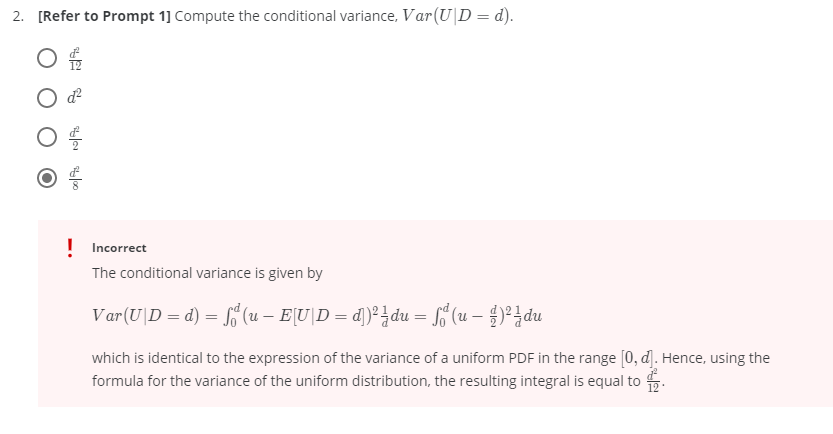 2. [Refer to Prompt 1] Compute the conditional variance, Var(U|D = d).
d²/12
d²
d²/2
d²/8
! Incorrect
The conditional variance is given by
Var(U|D = d) = ∫₀ᵈ (u − E[U|D = d])² 1/d du = ∫₀ᵈ (u − d/2)² 1/d du
which is identical to the expression of the variance of a uniform PDF in the range [0, d]. Hence, using the
formula for the variance of the uniform distribution, the resulting integral is equal to d²/12.